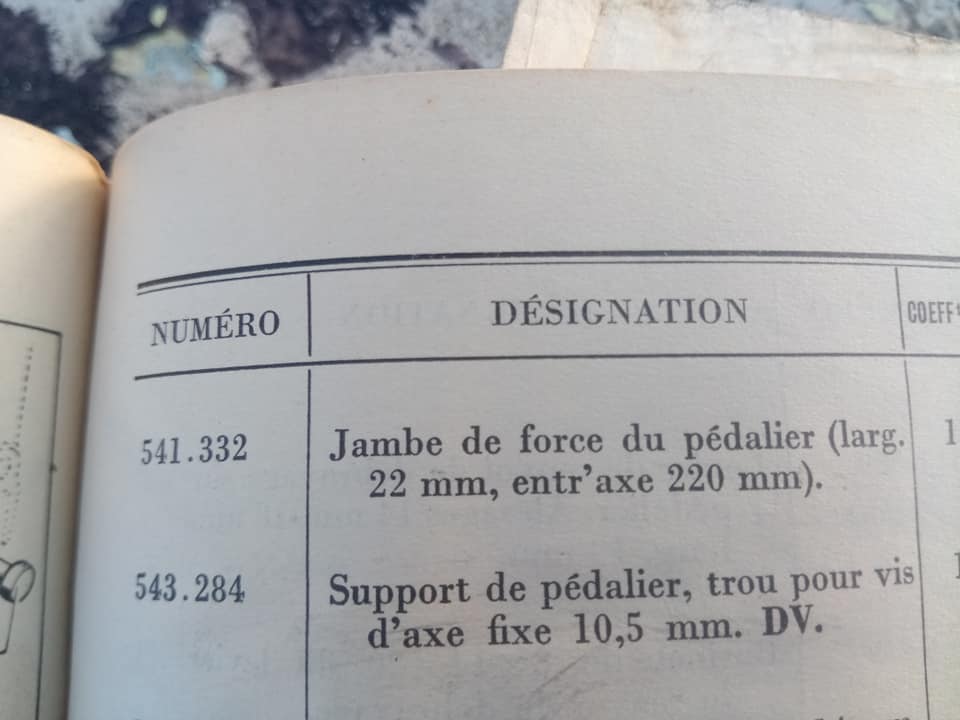 NUMÉRO DÉSIGNATION COEFF
541.332 Jambe de force du pédalier (larg. 1
22 mm, entr'axe 220 mm).
543.284 Support de pédalier, trou pour vis
d'axe fixe 10,5 mm. DV.